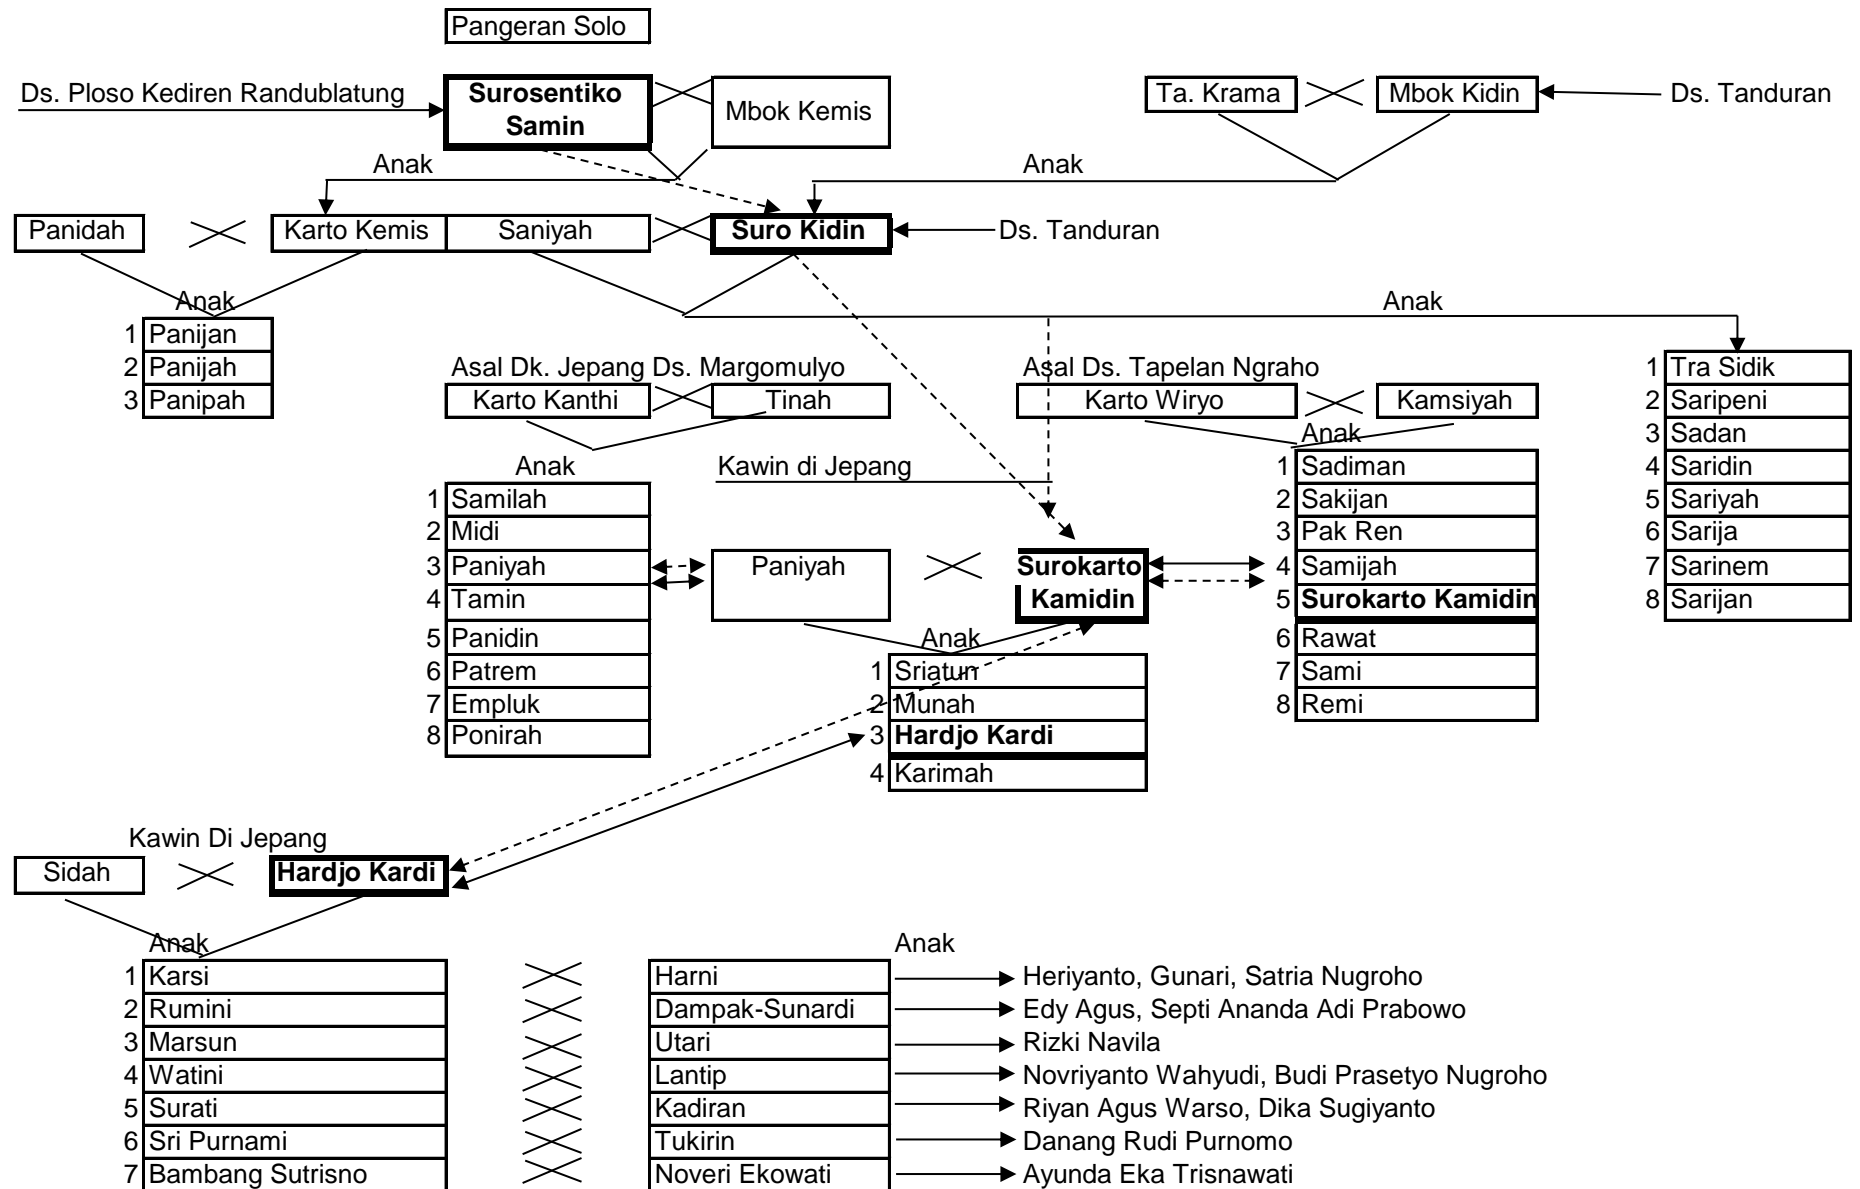 Pangeran Solo
Ds. Ploso Kediren Randublatung
Surosentiko
Samin
Mbok Kemis
Ta. Krama
Mbok Kidin
Ds. Tanduran
Anak
Anak
Panidah
Karto Kemis
Saniyah
Suro Kidin
Ds. Tanduran
Anak
Anak
1 Panijan
2 Panijah
3 Panipah
1 Tra Sidik
2 Saripeni
3 Sadan
4 Saridin
5 Sariyah
6 Sarija
7 Sarinem
8 Sarijan
Asal Dk. Jepang Ds. Margomulyo
Karto Kanthi
Tinah
Anak
1 Samilah
2 Midi
3 Paniyah
4 Tamin
5 Panidin
6 Patrem
7 Empluk
8 Ponirah
Asal Ds. Tapelan Ngraho
Karto Wiryo
Kamsiyah
Anak
1 Sadiman
2 Sakijan
3 Pak Ren
4 Samijah
5 Surokarto Kamidin
6 Rawat
7 Sami
8 Remi
Kawin di Jepang
Paniyah
Surokarto
Kamidin
Anak
1 Sriatun
2 Munah
3 Hardjo Kardi
4 Karimah
Kawin Di Jepang
Sidah
Hardjo Kardi
Anak
Anak
1 Karsi
Harni
Heriyanto, Gunari, Satria Nugroho
2 Rumini
Dampak-Sunardi
Edy Agus, Septi Ananda Adi Prabowo
3 Marsun
Utari
Rizki Navila
4 Watini
Lantip
Novriyanto Wahyudi, Budi Prasetyo Nugroho
5 Surati
Kadiran
Riyan Agus Warso, Dika Sugiyanto
6 Sri Purnami
Tukirin
Danang Rudi Purnomo
7 Bambang Sutrisno
Noveri Ekowati
Ayunda Eka Trisnawati